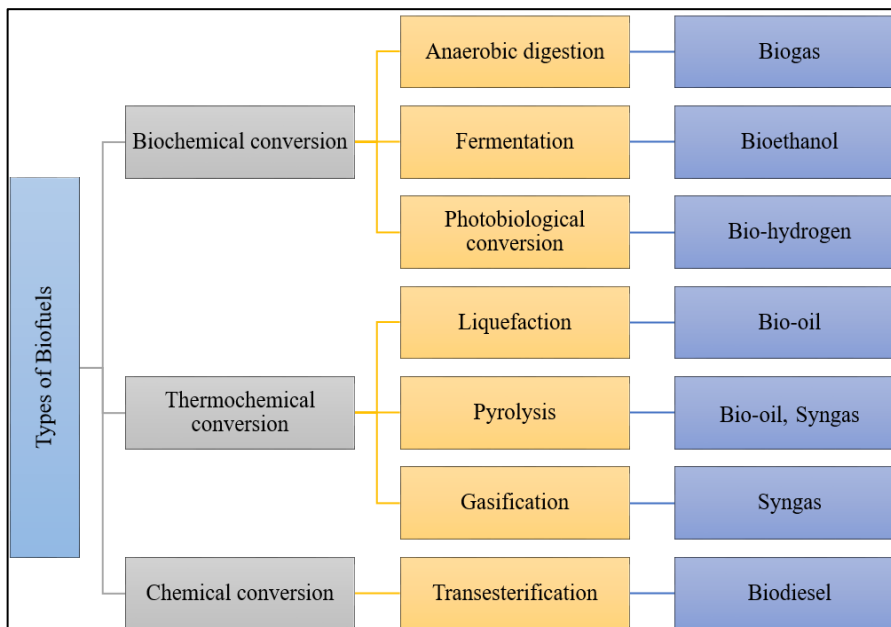 Types of Biofuels
Biochemical conversion
Anaerobic digestion
Biogas
Fermentation
Bioethanol
Photobiological
conversion
Bio-hydrogen
Thermochemical
conversion
Liquefaction
Bio-oil
Pyrolysis
Bio-oil, Syngas
Gasification
Syngas
Chemical conversion
Transesterification
Biodiesel